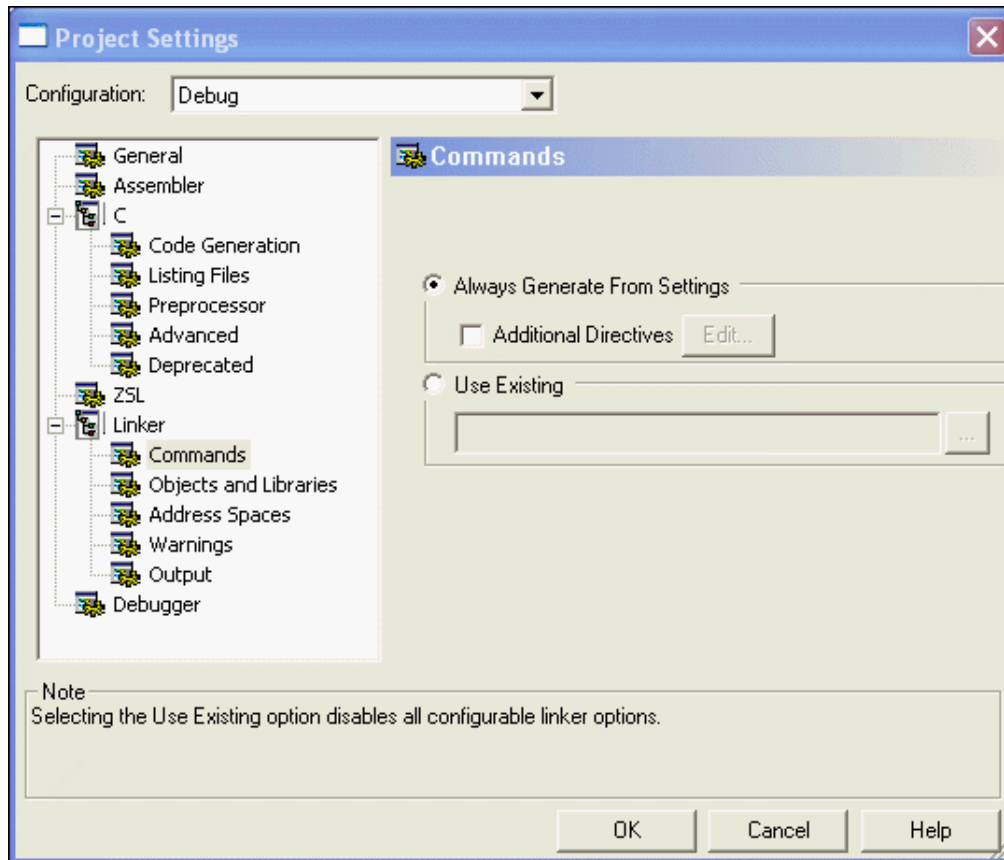 Project Settings
Configuration: Debug
General
Assembler
C
Code Generation
Listing Files
Preprocessor
Advanced
Deprecated
ZSL
Linker
Commands
Objects and Libraries
Address Spaces
Warnings
Output
Debugger
Commands
Always Generate From Settings
Additional Directives Edit...
Use Existing
...
Note
Selecting the Use Existing option disables all configurable linker options.
OK Cancel Help